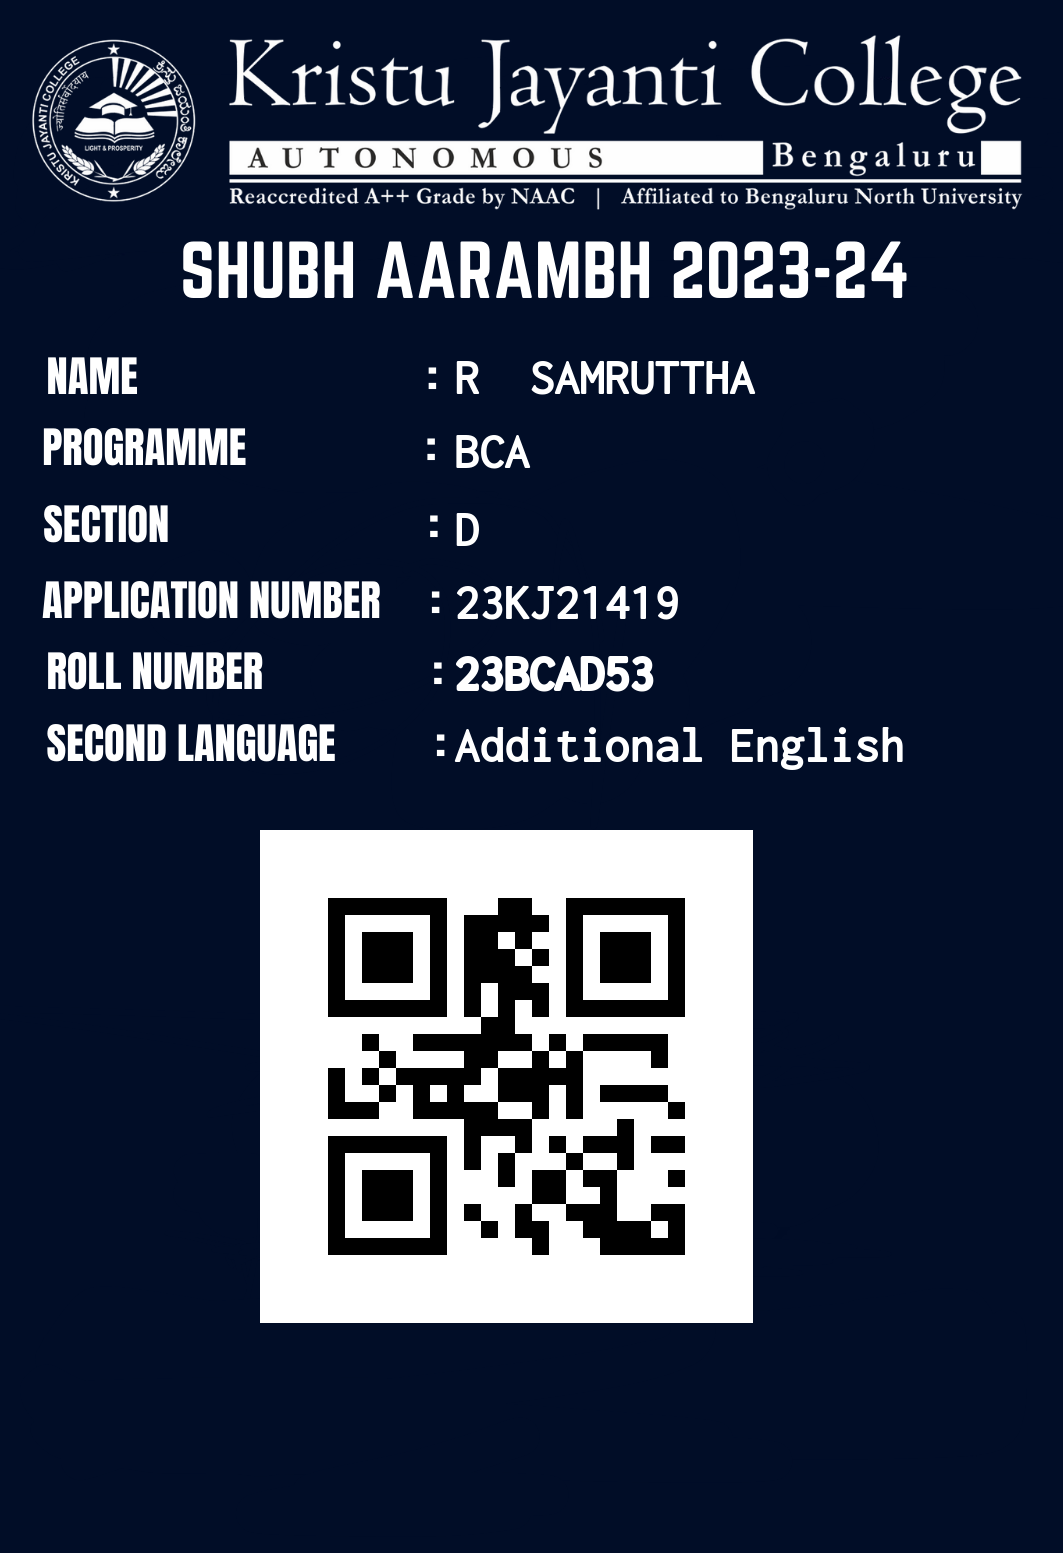 KRISTU JAYANTI COLLEGE
ಕ್ರಿಸ್ತು ಜಯಂತಿ ಕಾಲೇಜು
ज्योतिर्समृद्धिश्च
LIGHT & PROSPERITY
Kristu Jayanti College
AUTONOMOUS Bengaluru
Reaccredited A++ Grade by NAAC | Affiliated to Bengaluru North University
SHUBH AARAMBH 2023-24
NAME : R SAMRUTTHA
PROGRAMME : BCA
SECTION : D
APPLICATION NUMBER : 23KJ21419
ROLL NUMBER : 23BCAD53
SECOND LANGUAGE : Additional English